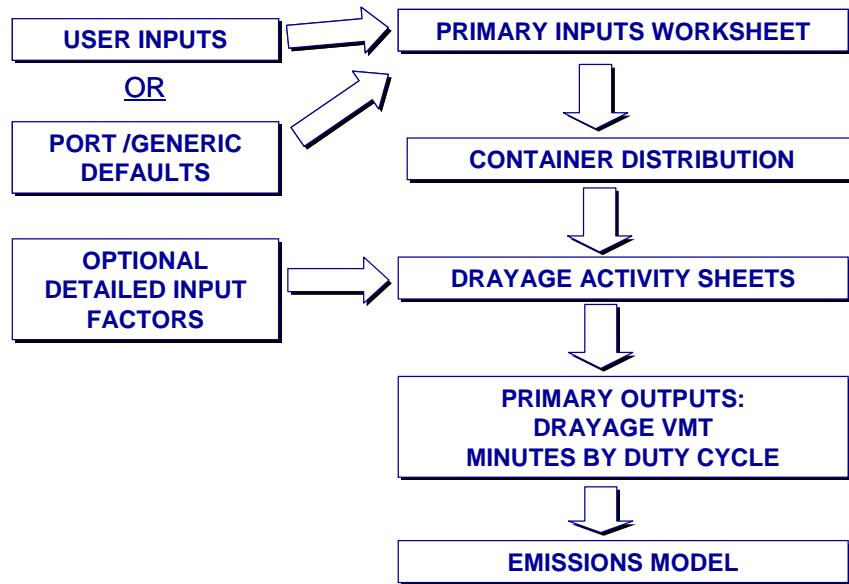 USER INPUTS
OR
PORT /GENERIC
DEFAULTS
OPTIONAL
DETAILED INPUT
FACTORS
PRIMARY INPUTS WORKSHEET
CONTAINER DISTRIBUTION
DRAYAGE ACTIVITY SHEETS
PRIMARY OUTPUTS:
DRAYAGE VMT
MINUTES BY DUTY CYCLE
EMISSIONS MODEL